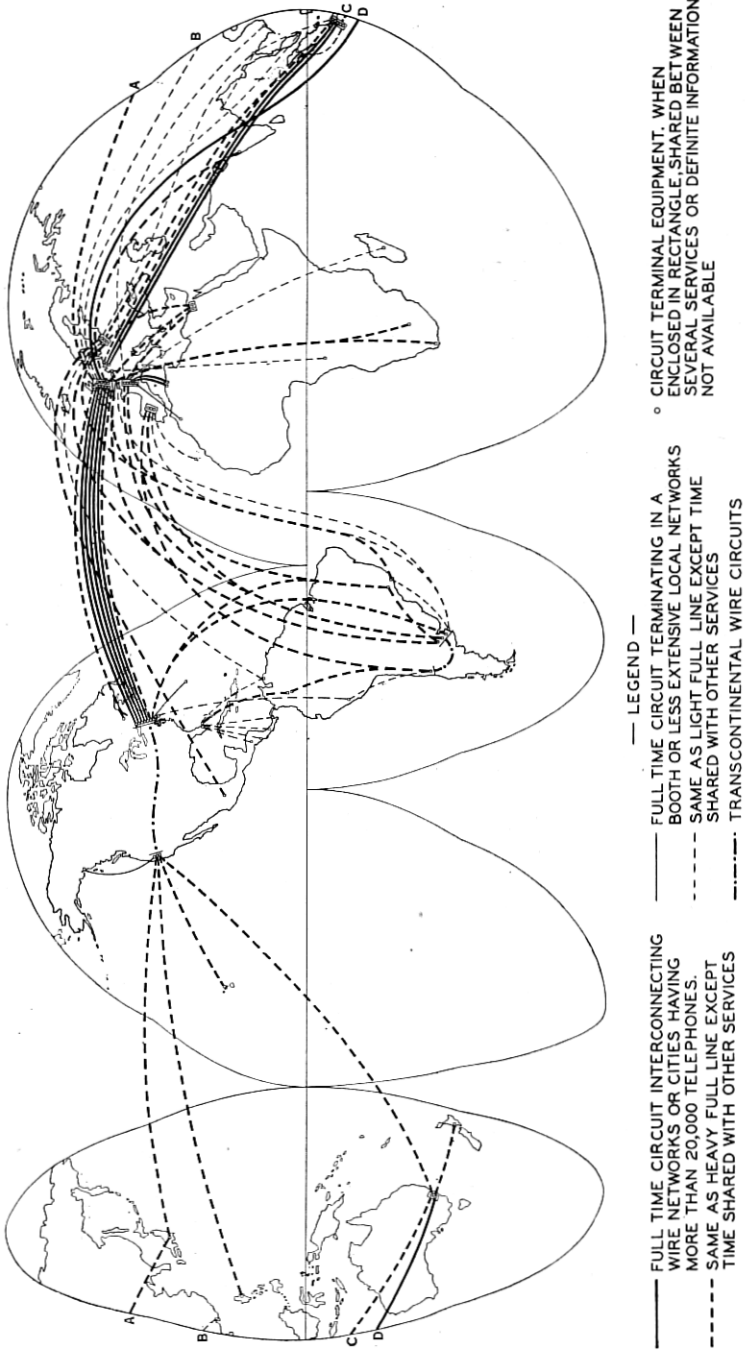 A
B
C
D
A
B
C
D
— LEGEND —
FULL TIME CIRCUIT INTERCONNECTING
WIRE NETWORKS OR CITIES HAVING
MORE THAN 20,000 TELEPHONES.
SAME AS HEAVY FULL LINE EXCEPT
TIME SHARED WITH OTHER SERVICES
FULL TIME CIRCUIT TERMINATING IN A
BOOTH OR LESS EXTENSIVE LOCAL NETWORKS
SAME AS LIGHT FULL LINE EXCEPT TIME
SHARED WITH OTHER SERVICES
TRANSCONTINENTAL WIRE CIRCUITS
CIRCUIT TERMINAL EQUIPMENT. WHEN
ENCLOSED IN RECTANGLE, SHARED BETWEEN
SEVERAL SERVICES OR DEFINITE INFORMATION
NOT AVAILABLE